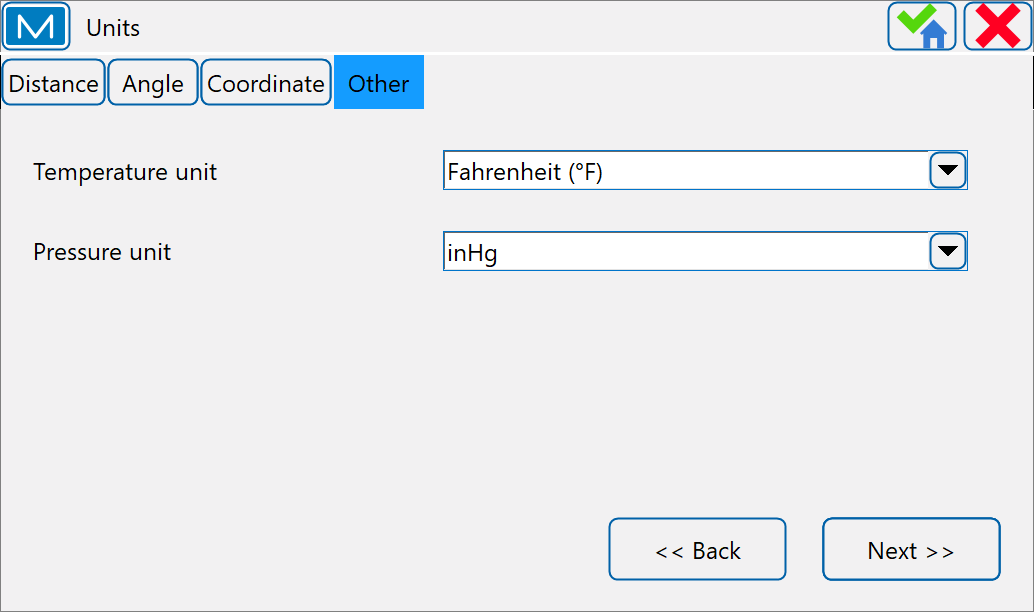 Units
Distance Angle Coordinate Other
Temperature unit Fahrenheit (°F)
Pressure unit inHg
<< Back Next >>